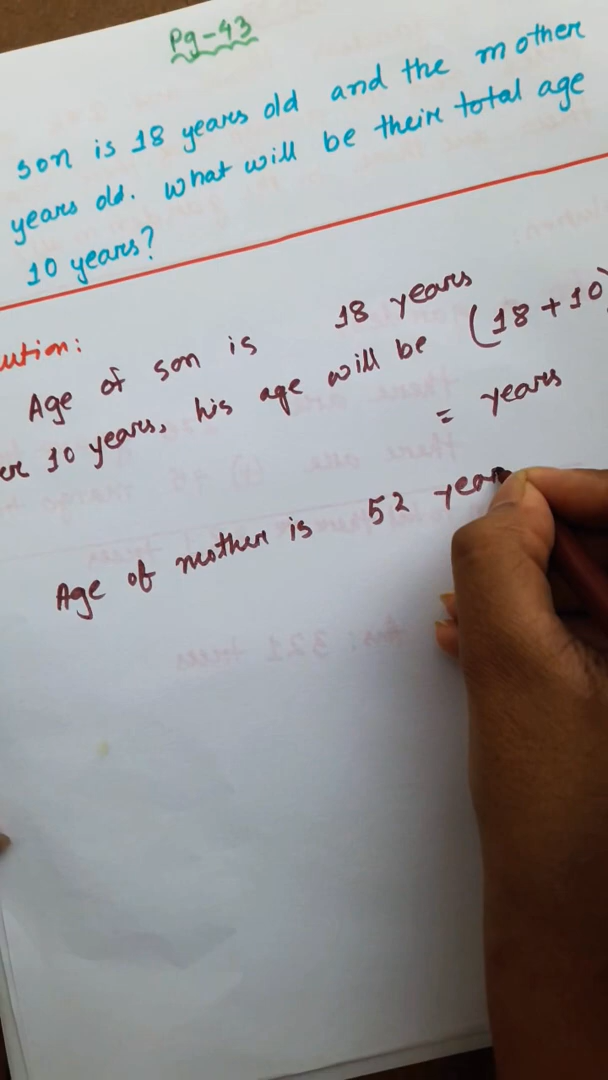 Pg-43
son is 18 years old and the mother
years old. What will be their total age
10 years?
ution:
Age of son is 18 years
er 10 years, his age will be (18+10)
= years
Age of mother is 52 year